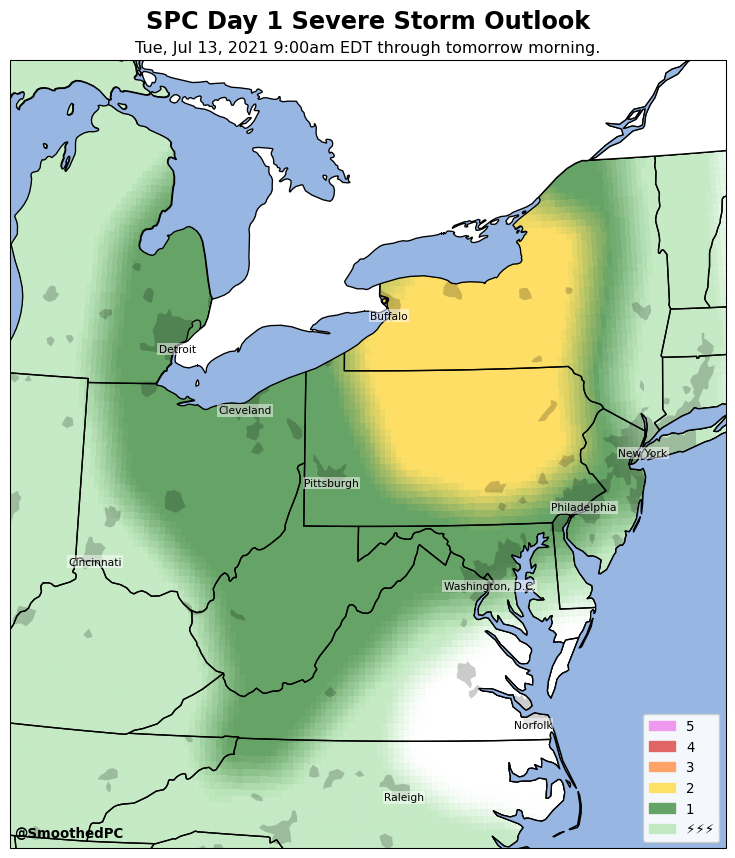 SPC Day 1 Severe Storm Outlook
Tue, Jul 13, 2021 9:00am EDT through tomorrow morning.
Buffalo
Detroit
Cleveland
New York
Pittsburgh
Philadelphia
Cincinnati
Washington, D.C.
Norfolk
Raleigh
5
4
3
2
1
⚡⚡⚡
@SmoothedPC